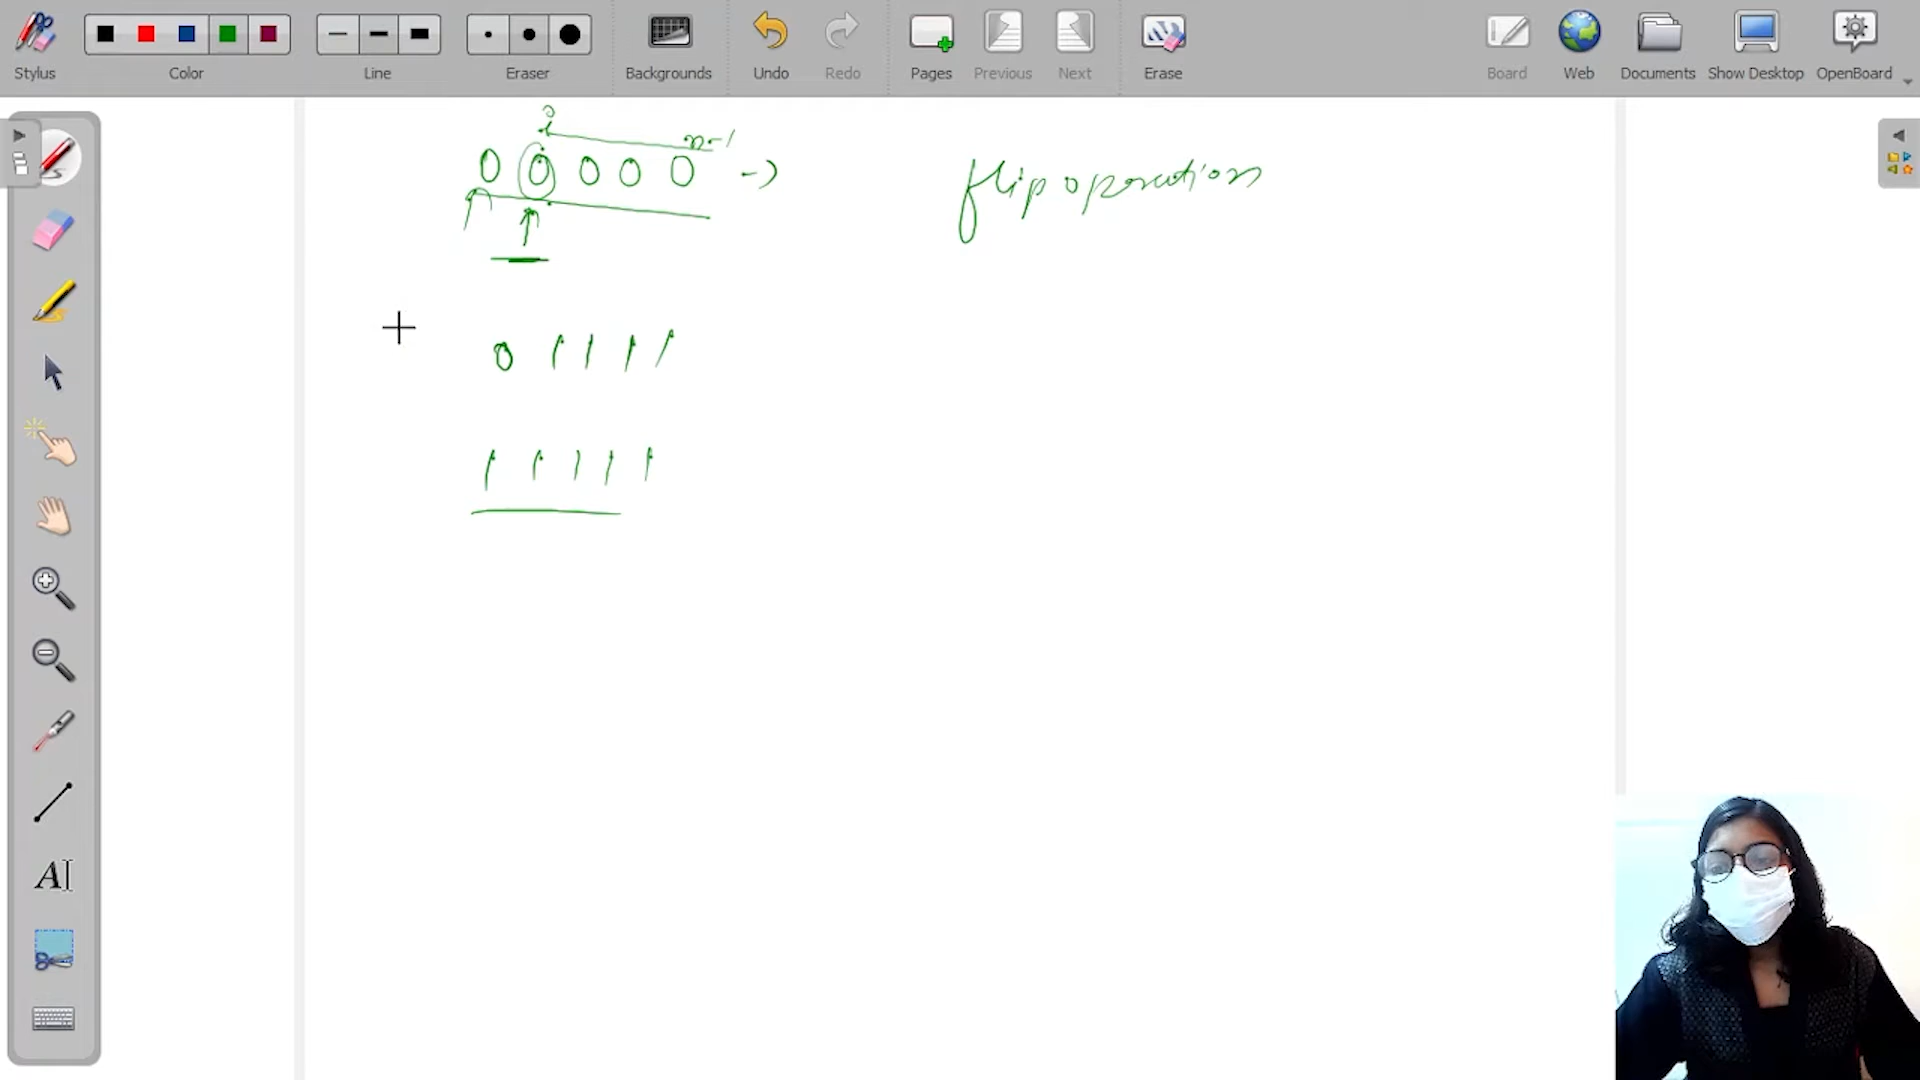 Stylus Color Line Eraser Backgrounds Undo Redo Pages Previous Next Erase Board Web Documents Show Desktop OpenBoard
i n-1
0 0 0 0 0 -> flip operation
0 1 1 1 1
1 1 1 1 1
A